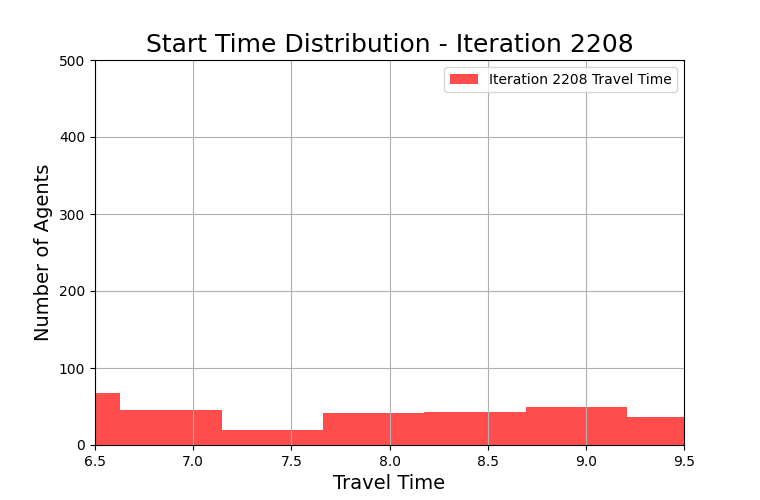 Start Time Distribution - Iteration 2208
Iteration 2208 Travel Time
Number of Agents
500
400
300
200
100
0
6.5 7.0 7.5 8.0 8.5 9.0 9.5
Travel Time